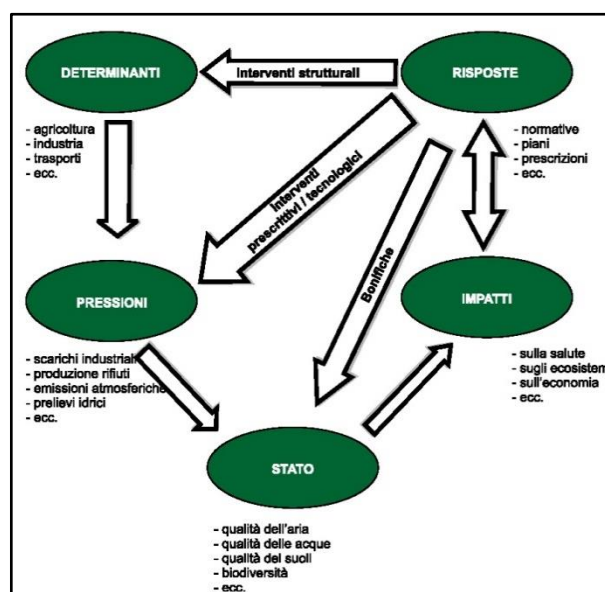 DETERMINANTI
Interventi strutturali
RISPOSTE
- agricoltura
- industria
- trasporti
- ecc.
- normative
- piani
- prescrizioni
- ecc.
Interventi
prescrittivi / tecnologici
Bonifiche
PRESSIONI
IMPATTI
- scarichi industriali
- produzione rifiuti
- emissioni atmosferiche
- prelievi idrici
- ecc.
- sulla salute
- sugli ecosistem
- sull'economia
- ecc.
STATO
- qualità dell'aria
- qualità delle acque
- qualità dei suoli
- biodiversità
- ecc.